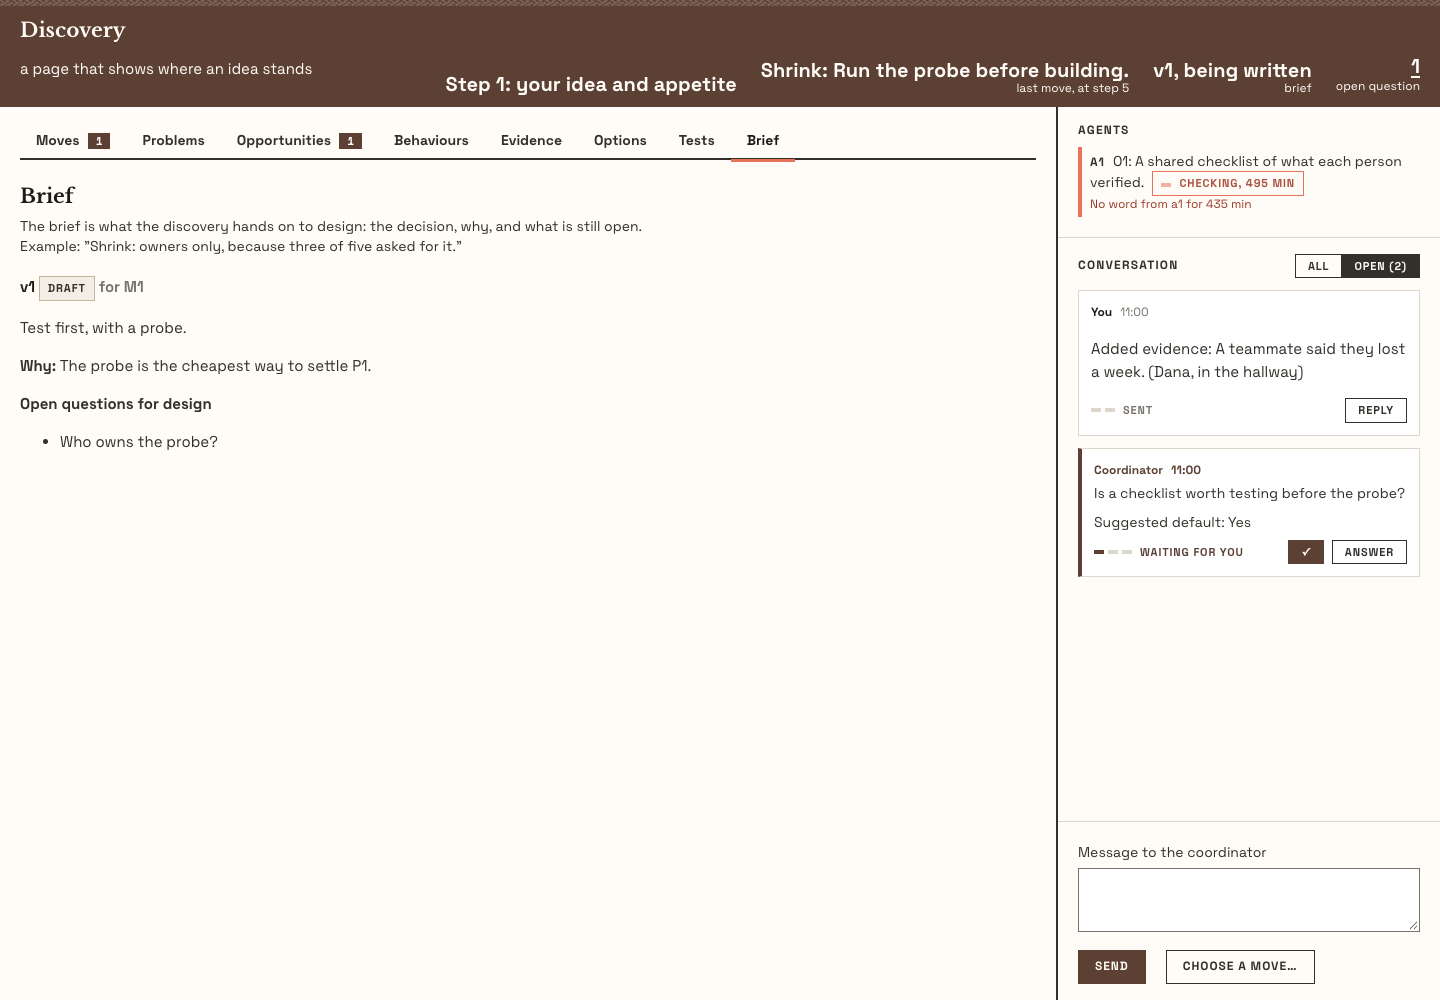 Discovery
a page that shows where an idea stands
Step 1: your idea and appetite
Shrink: Run the probe before building.
last move, at step 5
v1, being written
brief
1
open question
Moves 1 Problems Opportunities 1 Behaviours Evidence Options Tests Brief
Brief
The brief is what the discovery hands on to design: the decision, why, and what is still open.
Example: "Shrink: owners only, because three of five asked for it."
v1 DRAFT for M1
Test first, with a probe.
Why: The probe is the cheapest way to settle P1.
Open questions for design
• Who owns the probe?
AGENTS
A1 O1: A shared checklist of what each person
verified. CHECKING, 495 MIN
No word from a1 for 435 min
CONVERSATION ALL OPEN (2)
You 11:00
Added evidence: A teammate said they lost
a week. (Dana, in the hallway)
SENT REPLY
Coordinator 11:00
Is a checklist worth testing before the probe?
Suggested default: Yes
WAITING FOR YOU ✓ ANSWER
Message to the coordinator
SEND CHOOSE A MOVE…